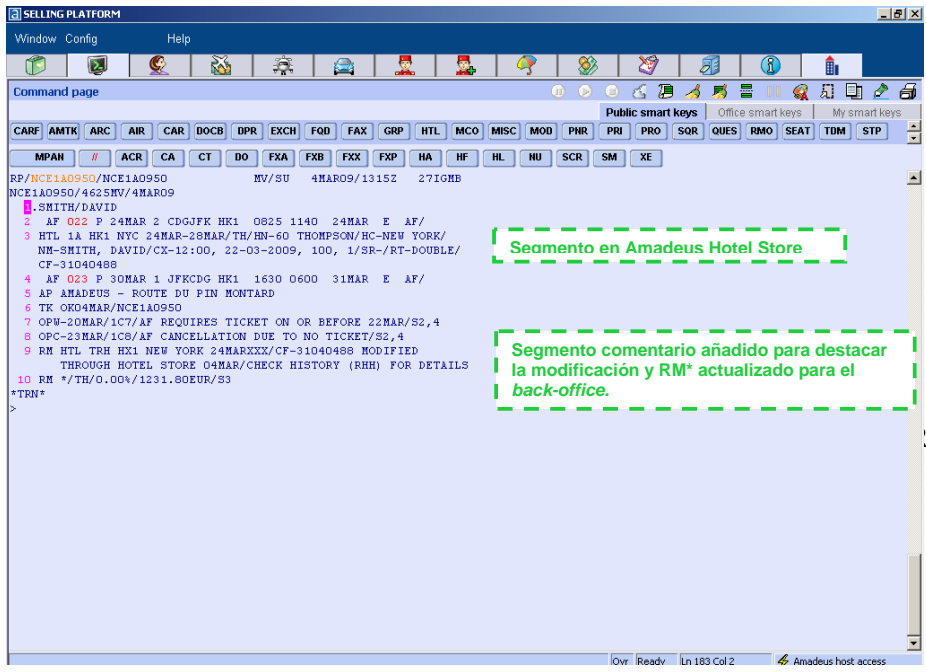 SELLING PLATFORM
Window Config Help
Command page
Public smart keys Office smart keys My smart keys
CARF AMTK ARC AIR CAR DOCB DPR EXCH FQD FAX GRP HTL MCO MISC MOD PNR PRI PRO SQR QUES RMO SEAT TDM STP
MPAN // ACR CA CT DO FXA FXB FXX FXP HA HF HL NU SCR SM XE
RP/NCE1A0950/NCE1A0950 MV/SU 4MAR09/1315Z 27IGMB
NCE1A0950/4625MV/4MAR09
1.SMITH/DAVID
2 AF 022 P 24MAR 2 CDGJFK HK1 0825 1140 24MAR E AF/
3 HTL 1A HK1 NYC 24MAR-28MAR/TH/HN-60 THOMPSON/HC-NEW YORK/
NM-SMITH, DAVID/CX-12:00, 22-03-2009, 100, 1/SR-/RT-DOUBLE/
CF-31040488
Segmento en Amadeus Hotel Store
4 AF 023 P 30MAR 1 JFKCDG HK1 1630 0600 31MAR E AF/
5 AP AMADEUS - ROUTE DU PIN MONTARD
6 TK OK04MAR/NCE1A0950
7 OPW-20MAR/1C7/AF REQUIRES TICKET ON OR BEFORE 22MAR/S2,4
8 OPC-23MAR/1C8/AF CANCELLATION DUE TO NO TICKET/S2,4
9 RM HTL TRH HX1 NEW YORK 24MARXXX/CF-31040488 MODIFIED
THROUGH HOTEL STORE 04MAR/CHECK HISTORY (RHH) FOR DETAILS
10 RM */TH/0.00%/1231.80EUR/S3
*TRN*
>
Segmento comentario añadido para destacar
la modificación y RM* actualizado para el
back-office.
Ovr Ready Ln 183 Col 2 Amadeus host access